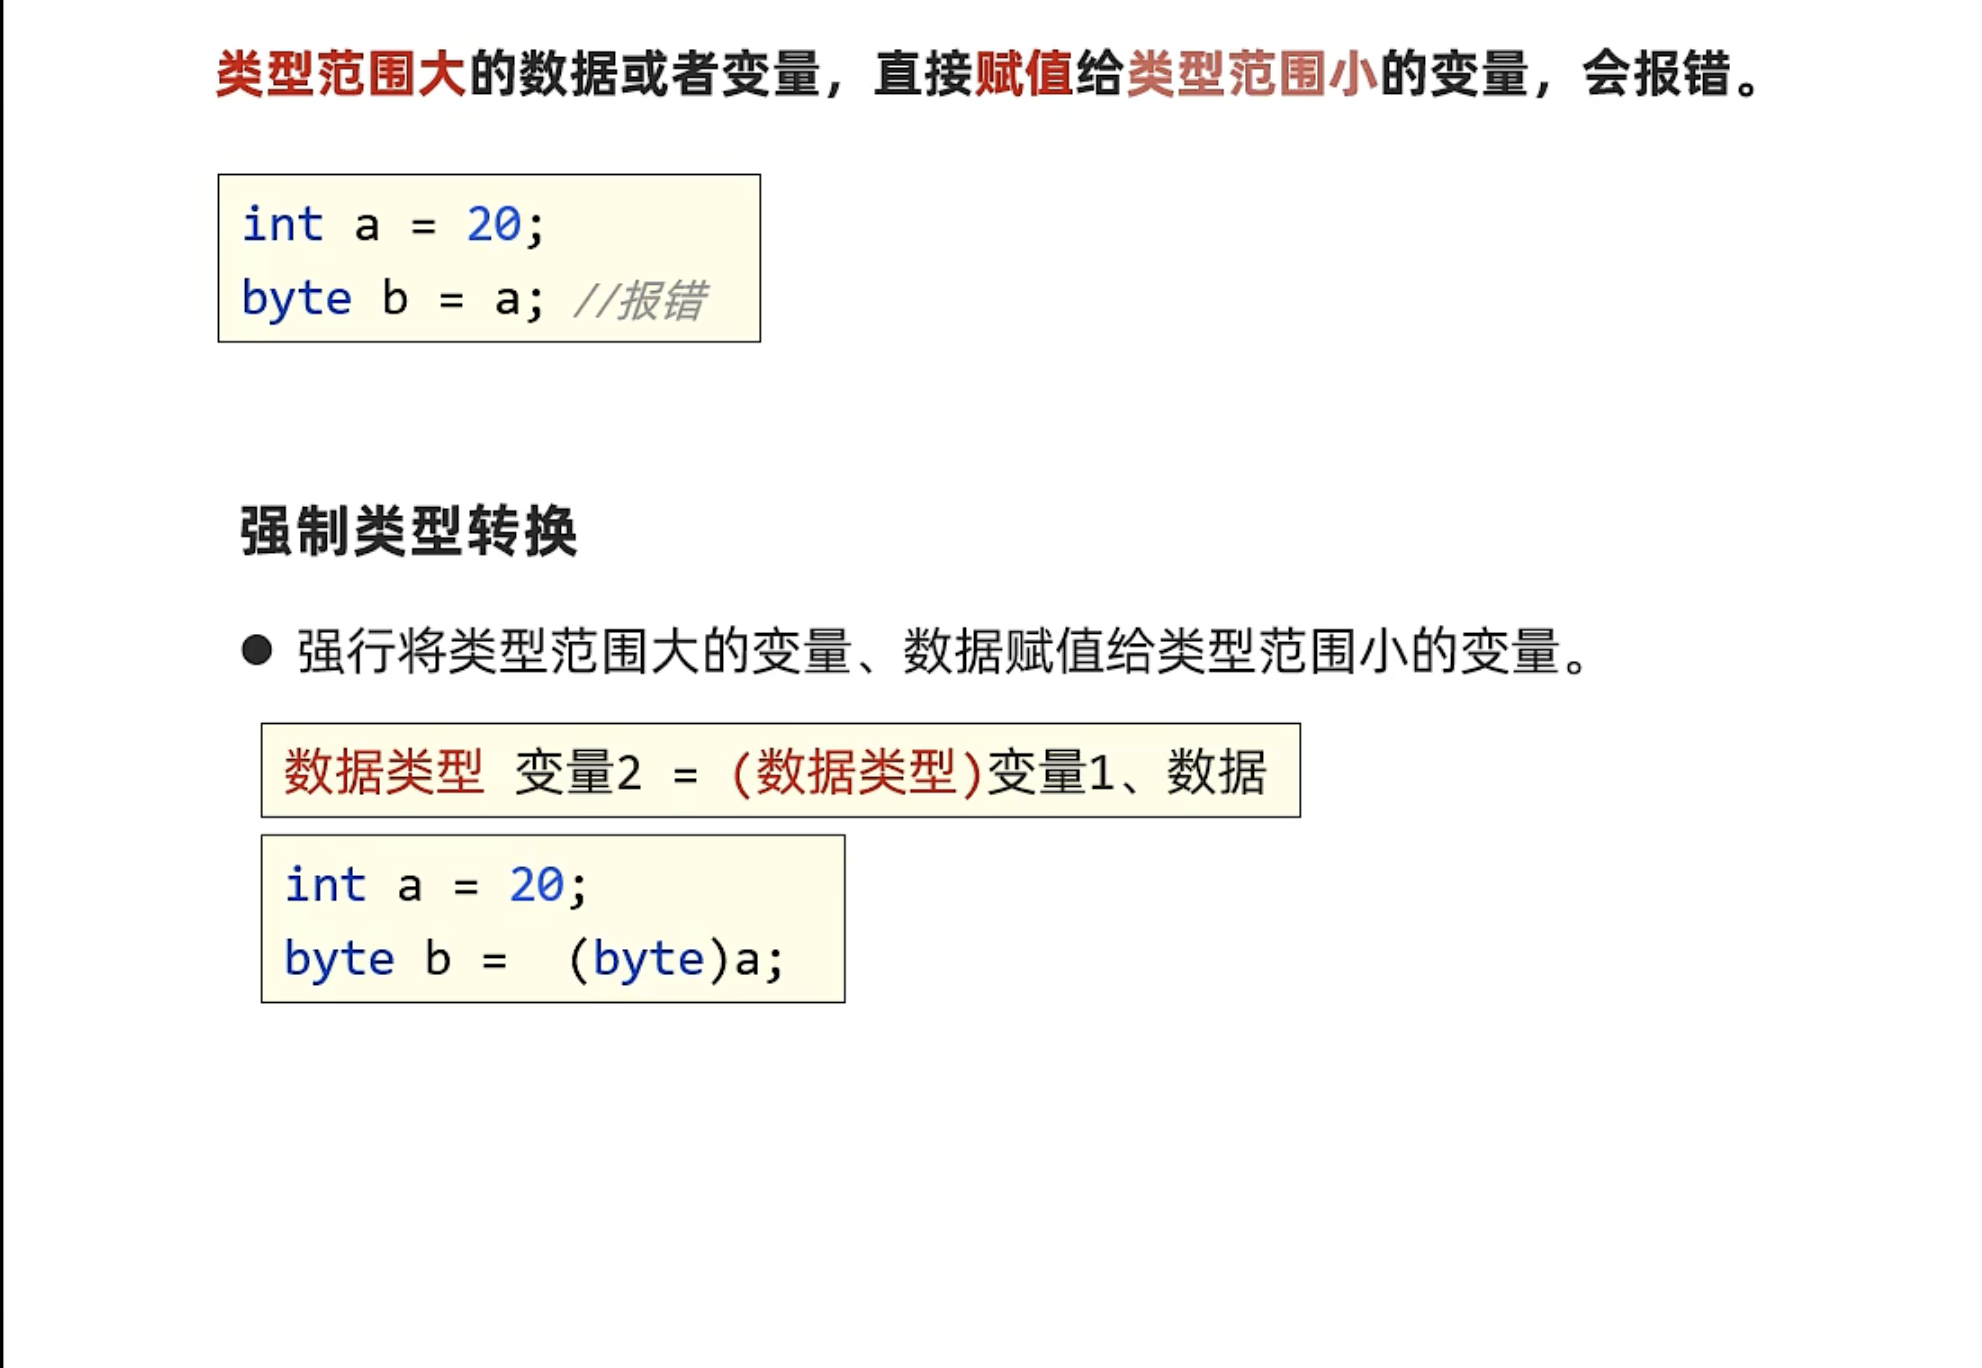 类型范围大的数据或者变量，直接赋值给类型范围小的变量，会报错。
int a = 20;
byte b = a; //报错
强制类型转换
● 强行将类型范围大的变量、数据赋值给类型范围小的变量。
数据类型 变量2 = (数据类型)变量1、数据
int a = 20;
byte b =  (byte)a;